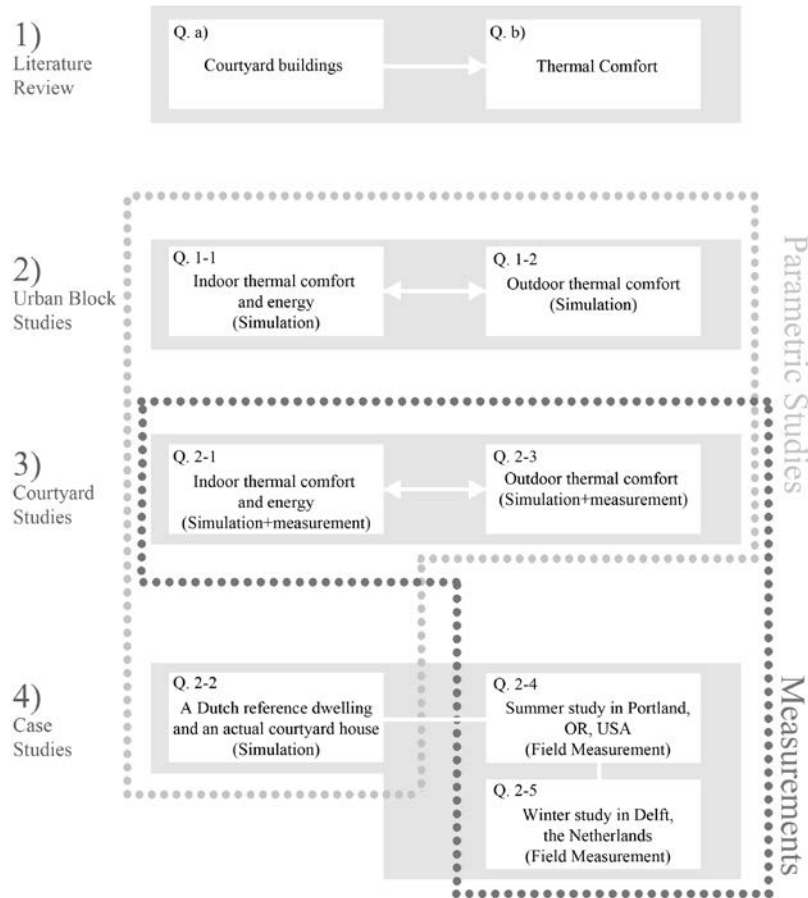 1)
Literature
Review
Q. a)
Courtyard buildings
Q. b)
Thermal Comfort
2)
Urban Block
Studies
Q. 1-1
Indoor thermal comfort
and energy
(Simulation)
Q. 1-2
Outdoor thermal comfort
(Simulation)
Parametric Studies
3)
Courtyard
Studies
Q. 2-1
Indoor thermal comfort
and energy
(Simulation+measurement)
Q. 2-3
Outdoor thermal comfort
(Simulation+measurement)
4)
Case
Studies
Q. 2-2
A Dutch reference dwelling
and an actual courtyard house
(Simulation)
Q. 2-4
Summer study in Portland,
OR, USA
(Field Measurement)
Q. 2-5
Winter study in Delft,
the Netherlands
(Field Measurement)
Measurements